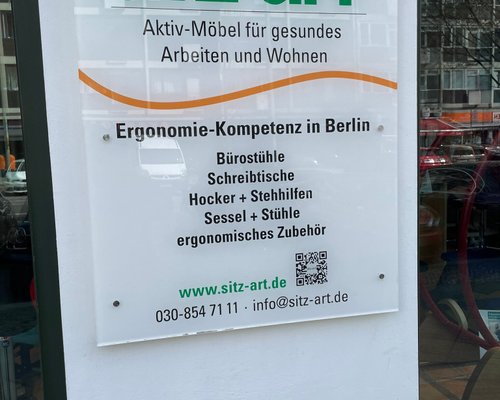 Aktiv-Möbel für gesundes
Arbeiten und Wohnen
Ergonomie-Kompetenz in Berlin
Bürostühle
Schreibtische
Hocker + Stehhilfen
Sessel + Stühle
ergonomisches Zubehör
www.sitz-art.de
030-854 71 11 · info@sitz-art.de